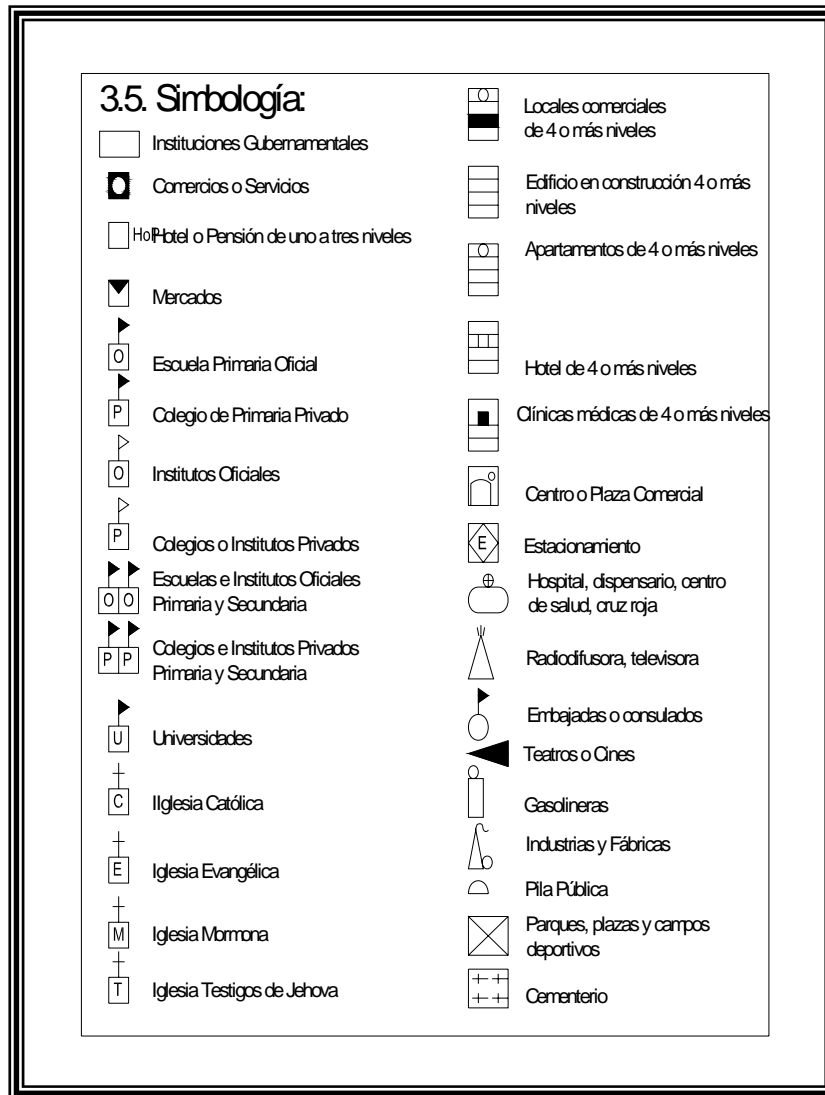 3.5. Simbología:
Instituciones Gubernamentales
Comercios o Servicios
HoP Hotel o Pensión de uno a tres niveles
Mercados
O Escuela Primaria Oficial
P Colegio de Primaria Privado
O Institutos Oficiales
P Colegios o Institutos Privados
O O Escuelas e Institutos Oficiales
Primaria y Secundaria
P P Colegios e Institutos Privados
Primaria y Secundaria
U Universidades
C IIglesia Católica
E Iglesia Evangélica
M Iglesia Mormona
T Iglesia Testigos de Jehova
Locales comerciales
de 4 o más niveles
Edificio en construcción 4 o más
niveles
Apartamentos de 4 o más niveles
Hotel de 4 o más niveles
Clínicas médicas de 4 o más niveles
Centro o Plaza Comercial
E Estacionamiento
Hospital, dispensario, centro
de salud, cruz roja
Radiodifusora, televisora
Embajadas o consulados
Teatros o Cines
Gasolineras
Industrias y Fábricas
Pila Pública
Parques, plazas y campos
deportivos
Cementerio